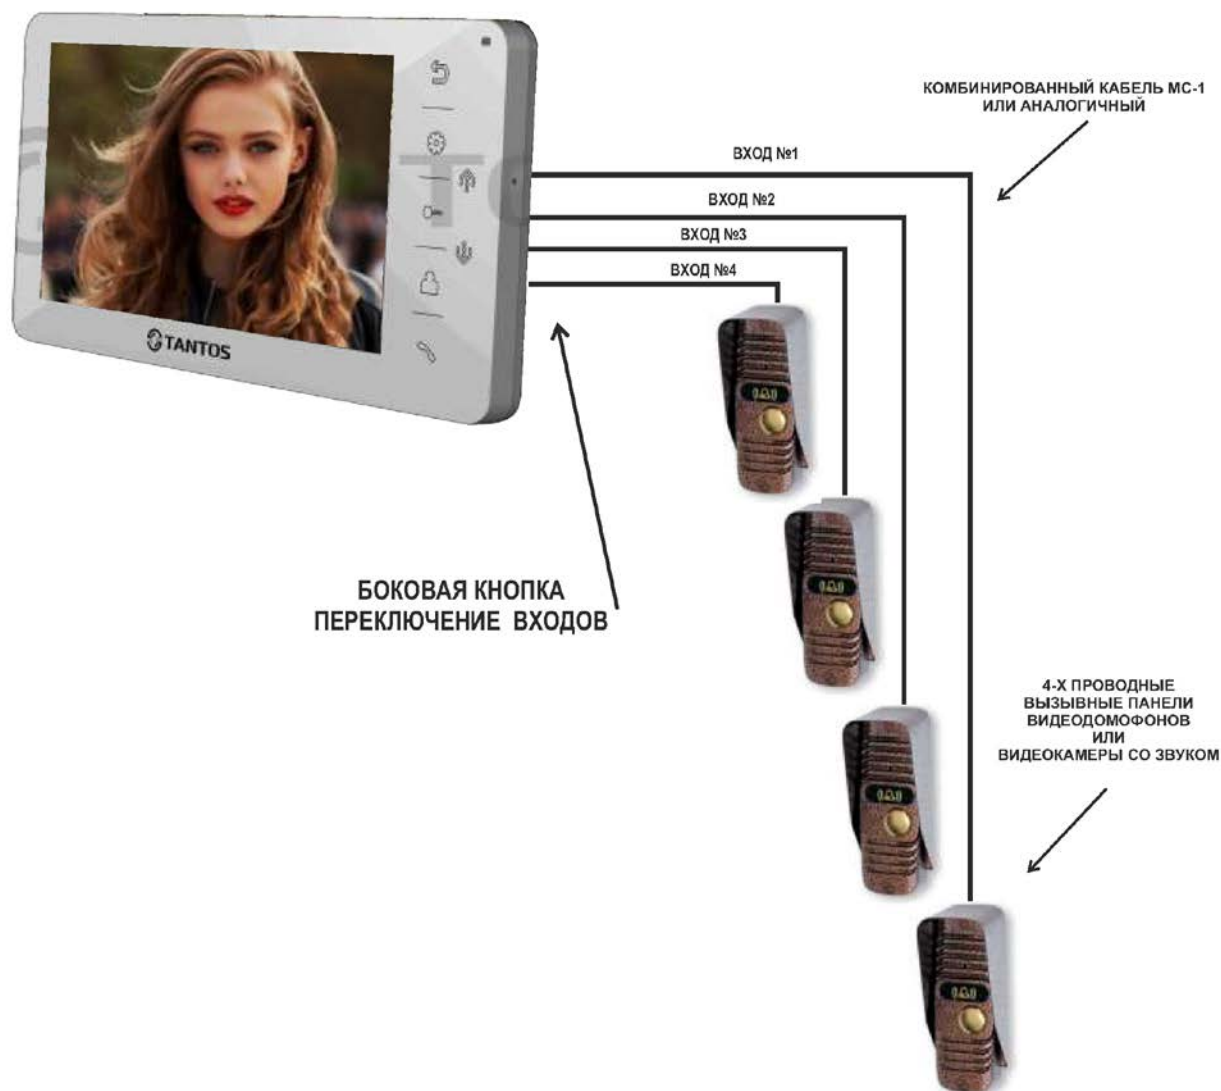 КОМБИНИРОВАННЫЙ КАБЕЛЬ МС-1
ИЛИ АНАЛОГИЧНЫЙ
ВХОД №1
ВХОД №2
ВХОД №3
ВХОД №4
TANTOS
БОКОВАЯ КНОПКА
ПЕРЕКЛЮЧЕНИЕ ВХОДОВ
4-Х ПРОВОДНЫЕ
ВЫЗЫВНЫЕ ПАНЕЛИ
ВИДЕОДОМОФОНОВ
ИЛИ
ВИДЕОКАМЕРЫ СО ЗВУКОМ